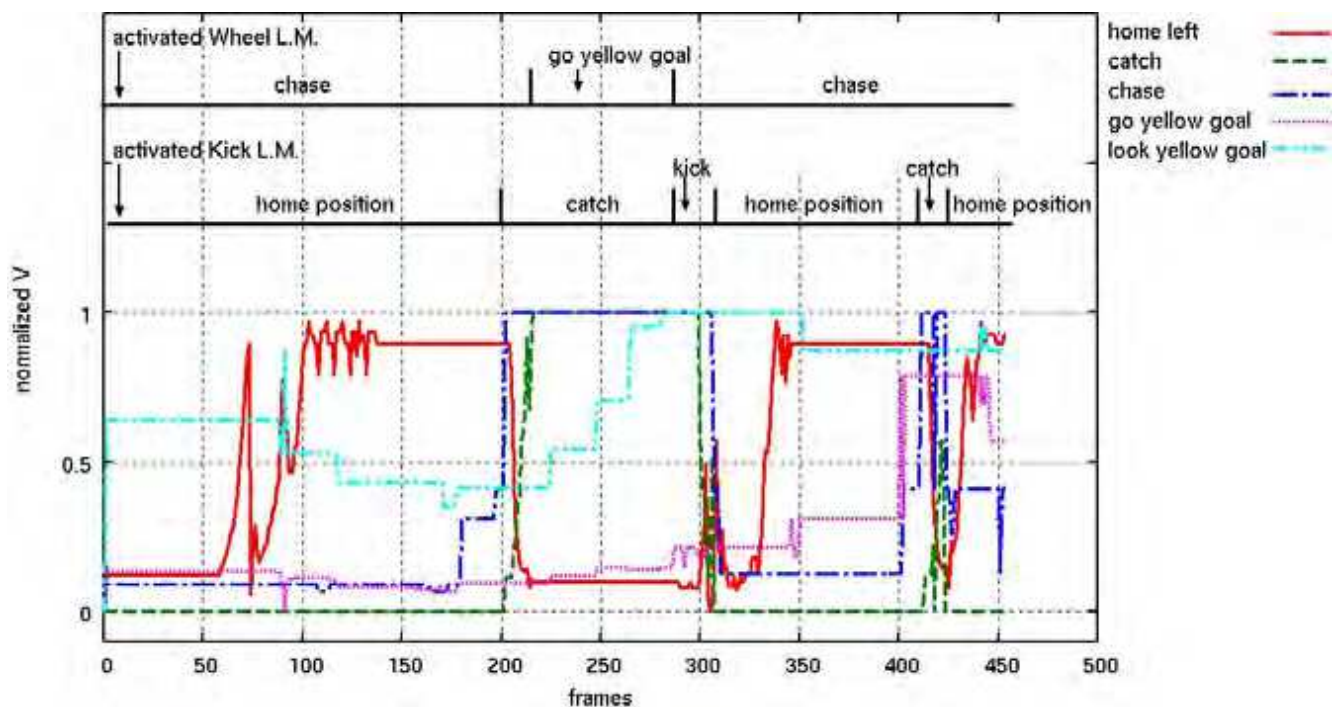 activated Wheel L.M.
go yellow goal
chase
chase
activated Kick L.M.
kick
catch
home position
catch
home position
home position
home left
catch
chase
go yellow goal
look yellow goal
normalized V
1
0.5
0
0 50 100 150 200 250 300 350 400 450 500
frames